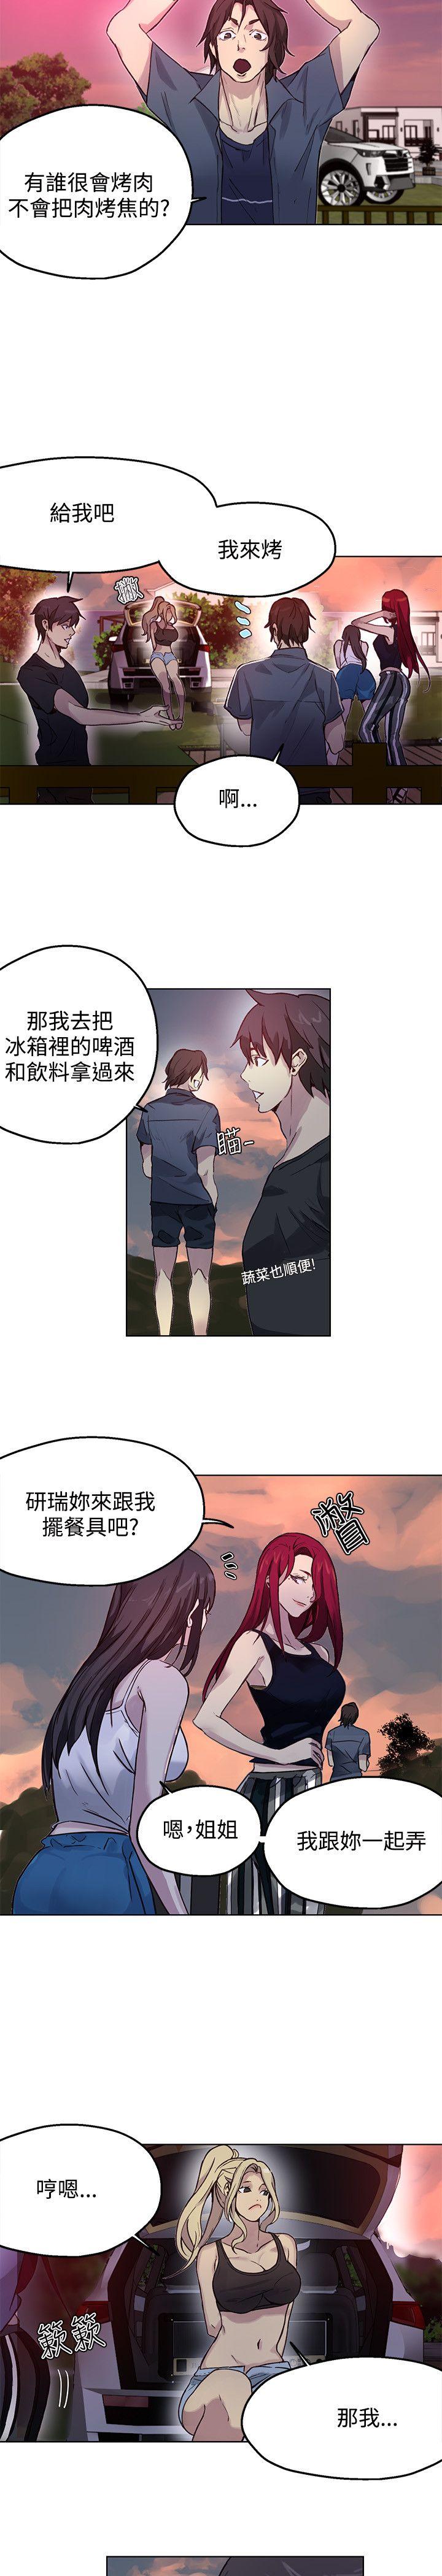 有誰很會烤肉
不會把肉烤焦的?
給我吧
我來烤
啊...
那我去把
冰箱裡的啤酒
和飲料拿過來
瞄-
蔬菜也順便!
研瑞妳來跟我
擺餐具吧?
嗯,姐姐
我跟妳一起弄
哼嗯...
簌簌
那我...